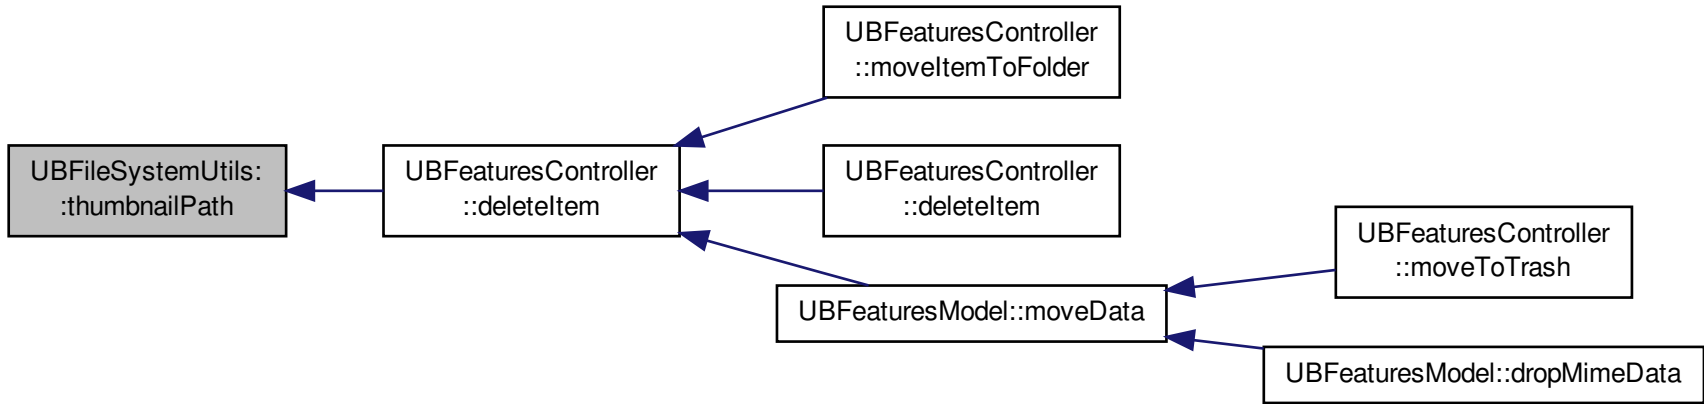 UBFeaturesController
::moveItemToFolder
UBFileSystemUtils:
:thumbnailPath
UBFeaturesController
::deleteItem
UBFeaturesController
::deleteItem
UBFeaturesController
::moveToTrash
UBFeaturesModel::moveData
UBFeaturesModel::dropMimeData